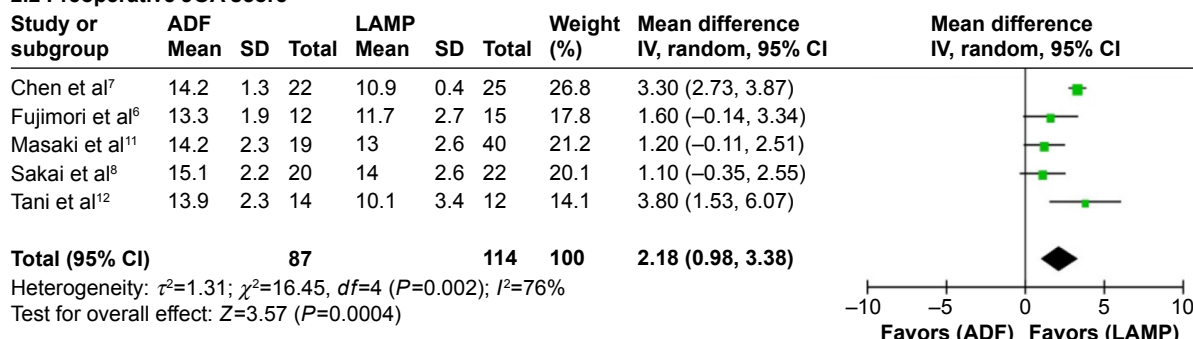 Study or ADF LAMP Weight Mean difference Mean difference
subgroup Mean SD Total Mean SD Total (%) IV, random, 95% CI IV, random, 95% CI
Chen et al⁷ 14.2 1.3 22 10.9 0.4 25 26.8 3.30 (2.73, 3.87)
Fujimori et al⁶ 13.3 1.9 12 11.7 2.7 15 17.8 1.60 (–0.14, 3.34)
Masaki et al¹¹ 14.2 2.3 19 13 2.6 40 21.2 1.20 (–0.11, 2.51)
Sakai et al⁸ 15.1 2.2 20 14 2.6 22 20.1 1.10 (–0.35, 2.55)
Tani et al¹² 13.9 2.3 14 10.1 3.4 12 14.1 3.80 (1.53, 6.07)
Total (95% CI) 87 114 100 2.18 (0.98, 3.38)
Heterogeneity: τ²=1.31; χ²=16.45, df=4 (P=0.002); I²=76%
Test for overall effect: Z=3.57 (P=0.0004)
–10 –5 0 5 10
Favors (ADF) Favors (LAMP)